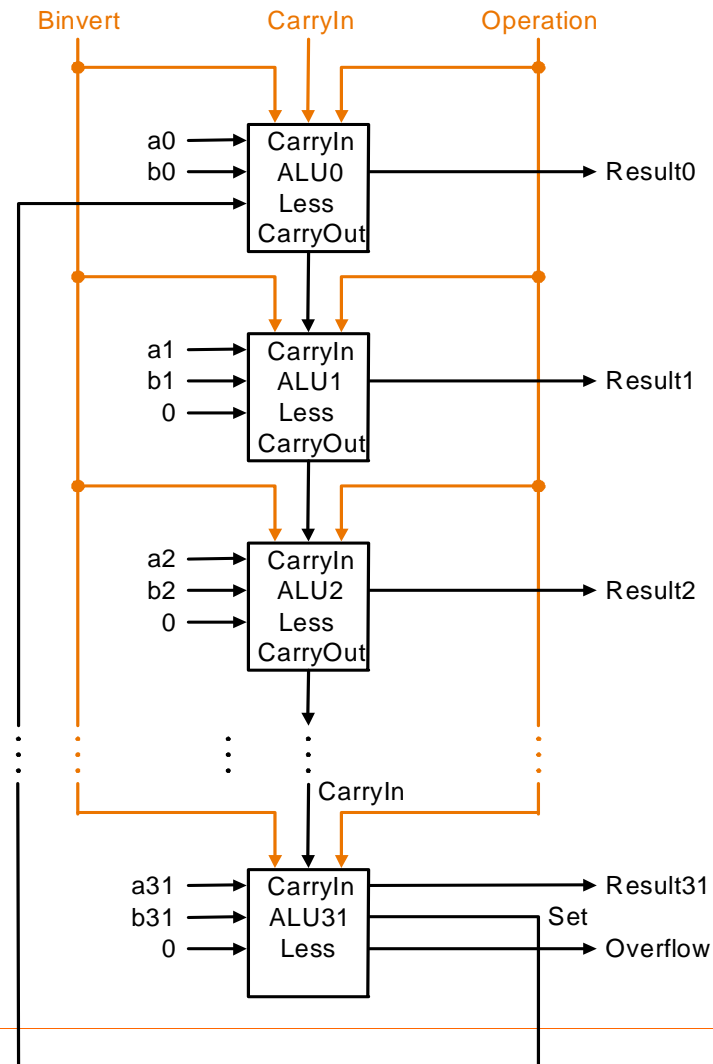 Binvert CarryIn Operation
a0 CarryIn
b0 ALU0 Result0
Less
CarryOut
a1 CarryIn
b1 ALU1 Result1
0 Less
CarryOut
a2 CarryIn
b2 ALU2 Result2
0 Less
CarryOut
CarryIn
a31 CarryIn Result31
b31 ALU31 Set
0 Less Overflow